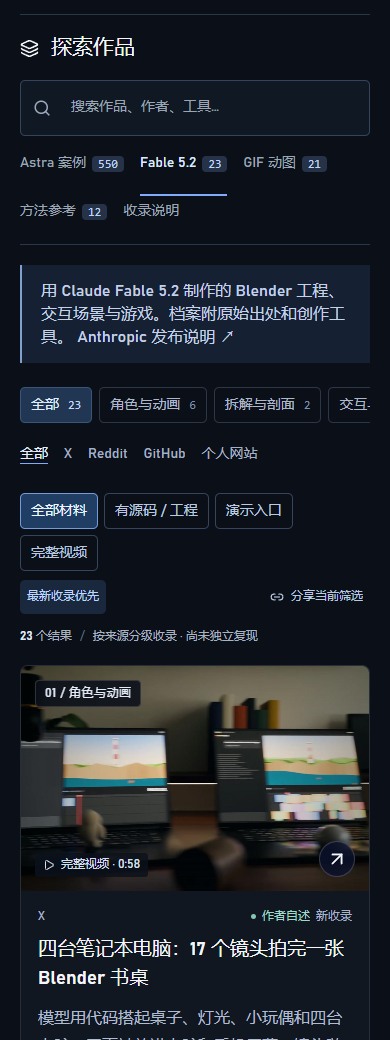 探索作品
搜索作品、作者、工具…
Astra 案例 550 Fable 5.2 23 GIF 动图 21
方法参考 12 收录说明
用 Claude Fable 5.2 制作的 Blender 工程、
交互场景与游戏。档案附原始出处和创作工
具。 Anthropic 发布说明 ↗
全部 23 角色与动画 6 拆解与剖面 2 交互
全部 X Reddit GitHub 个人网站
全部材料 有源码 / 工程 演示入口
完整视频
最新收录优先 分享当前筛选
23 个结果 / 按来源分级收录 · 尚未独立复现
01 / 角色与动画
完整视频 · 0:58
X 作者自述 新收录
四台笔记本电脑：17 个镜头拍完一张
Blender 书桌
模型用代码搭起桌子、灯光、小玩偶和四台